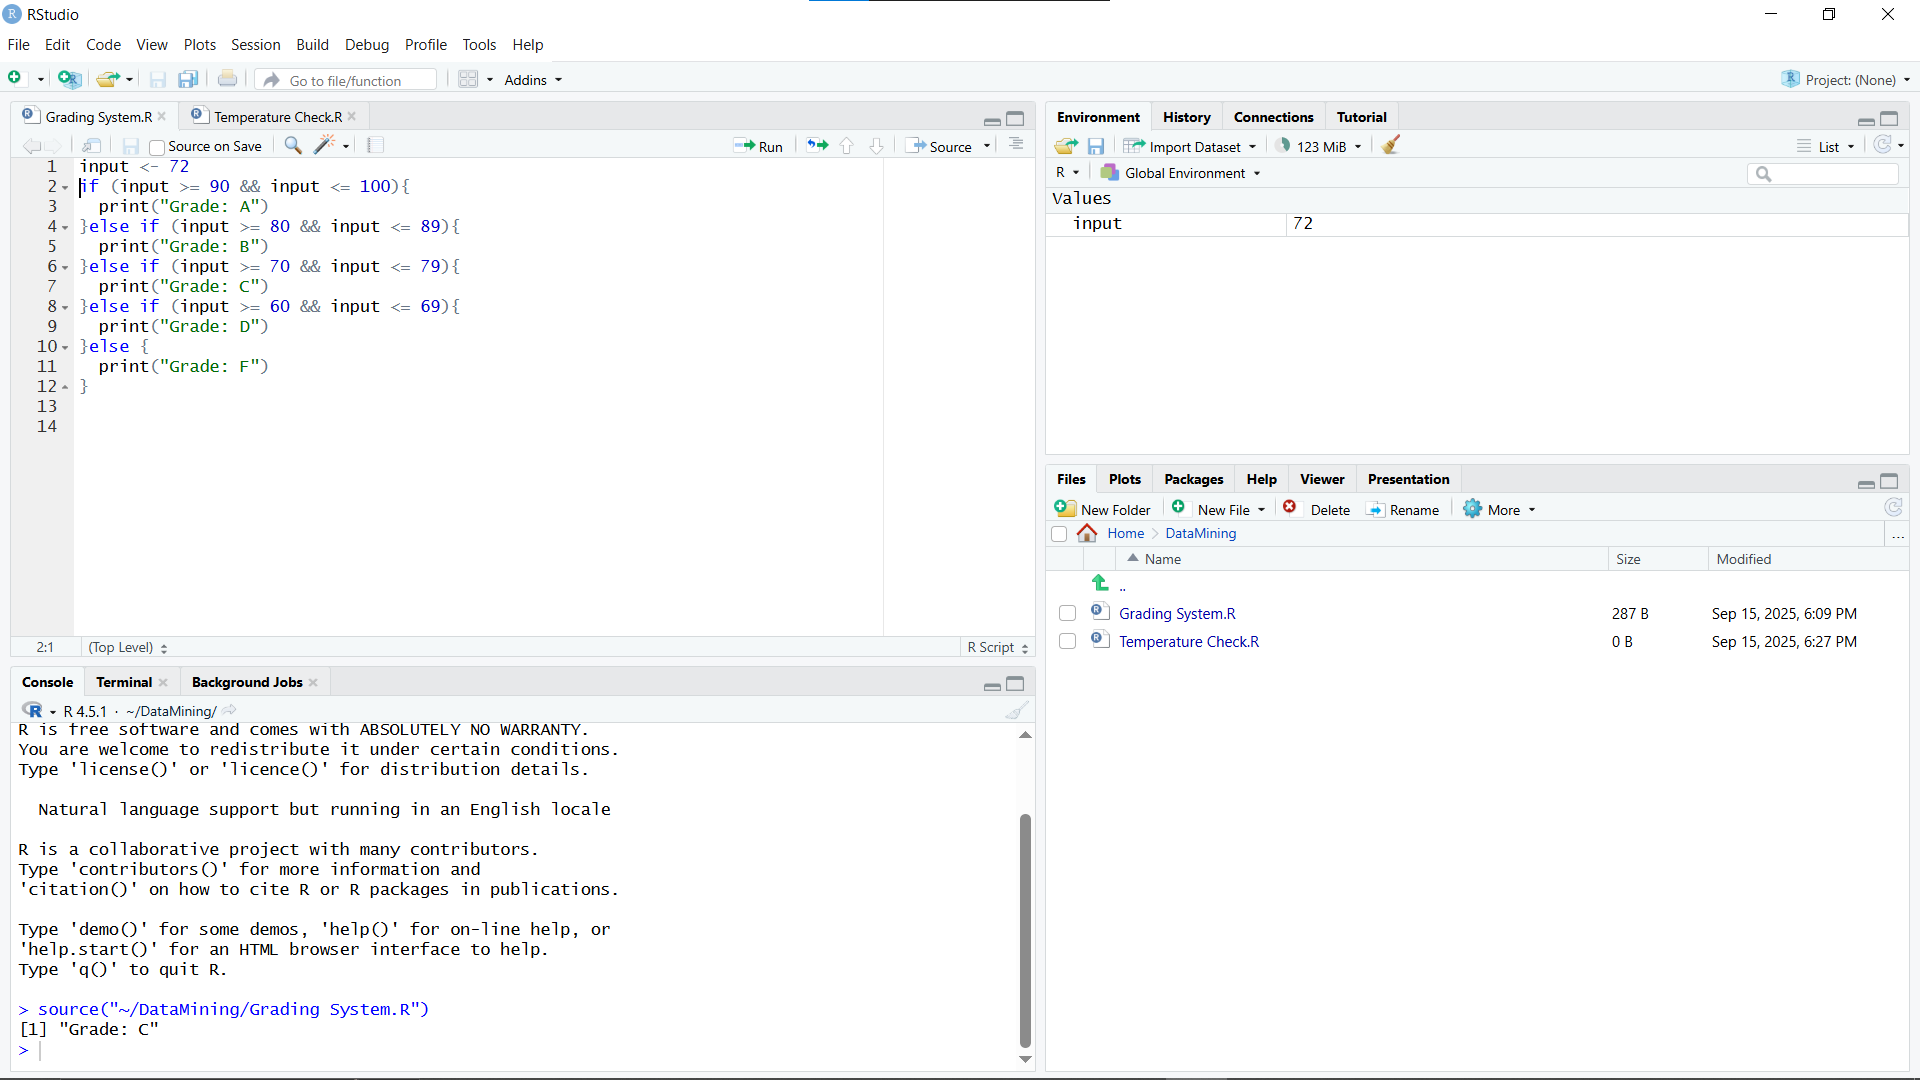 RStudio
File Edit Code View Plots Session Build Debug Profile Tools Help
Go to file/function Addins Project: (None)
Grading System.R Temperature Check.R
Source on Save Run Source
1 input <- 72
2 if (input >= 90 && input <= 100){
3   print("Grade: A")
4 }else if (input >= 80 && input <= 89){
5   print("Grade: B")
6 }else if (input >= 70 && input <= 79){
7   print("Grade: C")
8 }else if (input >= 60 && input <= 69){
9   print("Grade: D")
10 }else {
11   print("Grade: F")
12 }
13
14
2:1 (Top Level) R Script
Console Terminal Background Jobs
R 4.5.1 · ~/DataMining/
R is free software and comes with ABSOLUTELY NO WARRANTY.
You are welcome to redistribute it under certain conditions.
Type 'license()' or 'licence()' for distribution details.
Natural language support but running in an English locale
R is a collaborative project with many contributors.
Type 'contributors()' for more information and
'citation()' on how to cite R or R packages in publications.
Type 'demo()' for some demos, 'help()' for on-line help, or
'help.start()' for an HTML browser interface to help.
Type 'q()' to quit R.
> source("~/DataMining/Grading System.R")
[1] "Grade: C"
>
Environment History Connections Tutorial
Import Dataset 123 MiB List
R Global Environment
Values
input 72
Files Plots Packages Help Viewer Presentation
New Folder New File Delete Rename More
Home DataMining ...
Name Size Modified
..
Grading System.R 287 B Sep 15, 2025, 6:09 PM
Temperature Check.R 0 B Sep 15, 2025, 6:27 PM